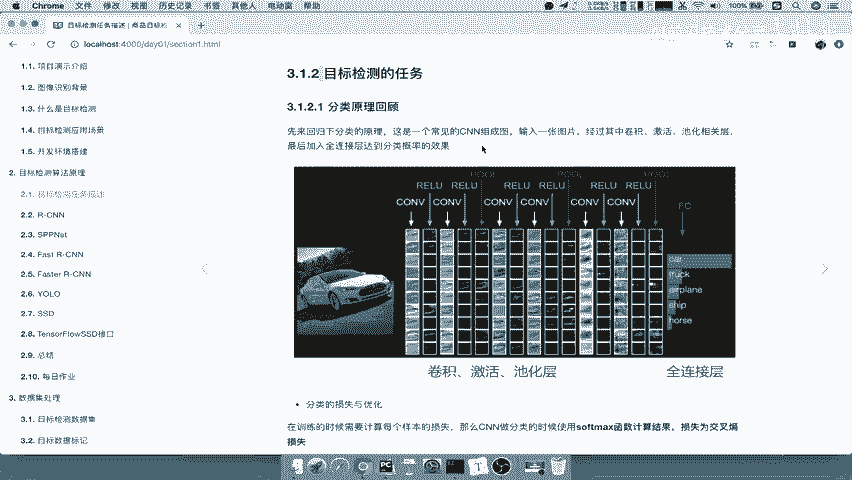 Chrome 文件 修改 视图 历史记录 书签 其他人 电动窗 帮助
100%
目标检测任务描述 | 商品目标检
localhost:4000/day01/section1.html
1.1. 项目演示介绍
1.2. 图像识别背景
1.3. 什么是目标检测
1.4. 目标检测应用场景
1.5. 开发环境搭建
2. 目标检测算法原理
2.1. 目标检测任务描述
2.2. R-CNN
2.3. SPPNet
2.4. Fast R-CNN
2.5. Faster R-CNN
2.6. YOLO
2.7. SSD
2.8. TensorFlowSSD接口
2.9. 总结
2.10. 每日作业
3. 数据集处理
3.1. 目标检测数据集
3.2. 目标数据标记
3.1.2 目标检测的任务
3.1.2.1 分类原理回顾
先来回归下分类的原理，这是一个常见的CNN组成图，输入一张图片，经过其中卷积、激活、池化相关层，
最后加入全连接层达到分类概率的效果
RELU RELU RELU RELU RELU RELU
CONV CONV CONV CONV CONV CONV
FC
car
truck
airplane
ship
horse
卷积、激活、池化层 全连接层
• 分类的损失与优化
在训练的时候需要计算每个样本的损失，那么CNN做分类的时候使用softmax函数计算结果，损失为交叉熵
损失